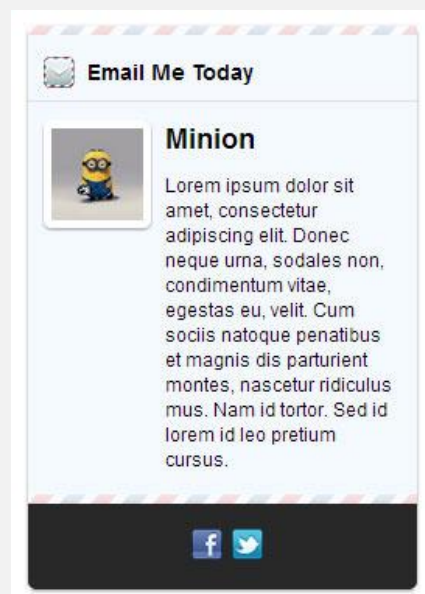 Email Me Today
Minion
Lorem ipsum dolor sit
amet, consectetur
adipiscing elit. Donec
neque urna, sodales non,
condimentum vitae,
egestas eu, velit. Cum
sociis natoque penatibus
et magnis dis parturient
montes, nascetur ridiculus
mus. Nam id tortor. Sed id
lorem id leo pretium
cursus.